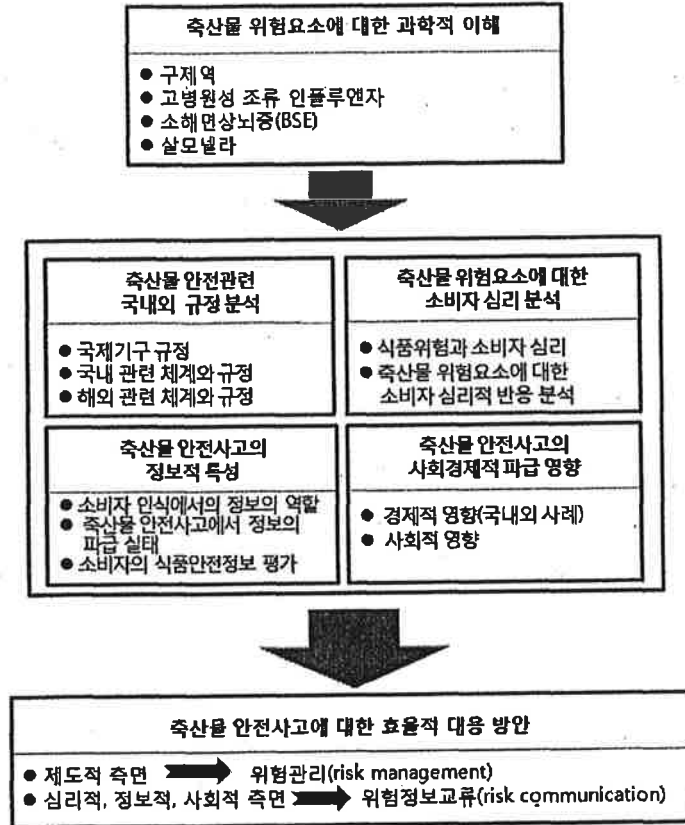 축산물 위험요소에 대한 과학적 이해
● 구제역
● 고병원성 조류 인플루엔자
● 소해면상뇌증(BSE)
● 살모넬라
축산물 안전관련
국내외 규정 분석
● 국제기구 규정
● 국내 관련 체계와 규정
● 해외 관련 체계와 규정
축산물 위험요소에 대한
소비자 심리 분석
● 식품위험과 소비자 심리
● 축산물 위험요소에 대한
소비자 심리적 반응 분석
축산물 안전사고의
정보적 특성
● 소비자 인식에서의 정보의 역할
● 축산물 안전사고에서 정보의
파급 실태
● 소비자의 식품안전정보 평가
축산물 안전사고의
사회경제적 파급 영향
● 경제적 영향(국내외 사례)
● 사회적 영향
축산물 안전사고에 대한 효율적 대응 방안
● 제도적 측면 위험관리(risk management)
● 심리적, 정보적, 사회적 측면 위험정보교류(risk communication)